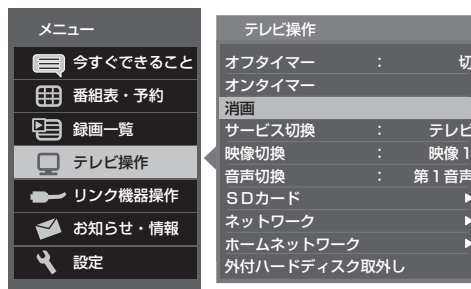 メニュー
今すぐできること
番組表・予約
録画一覧
テレビ操作
リンク機器操作
お知らせ・情報
設定
テレビ操作
オフタイマー : 切
オンタイマー
消画
サービス切換 : テレビ
映像切換 : 映像1
音声切換 : 第1音声
SDカード
ネットワーク
ホームネットワーク
外付ハードディスク取外し